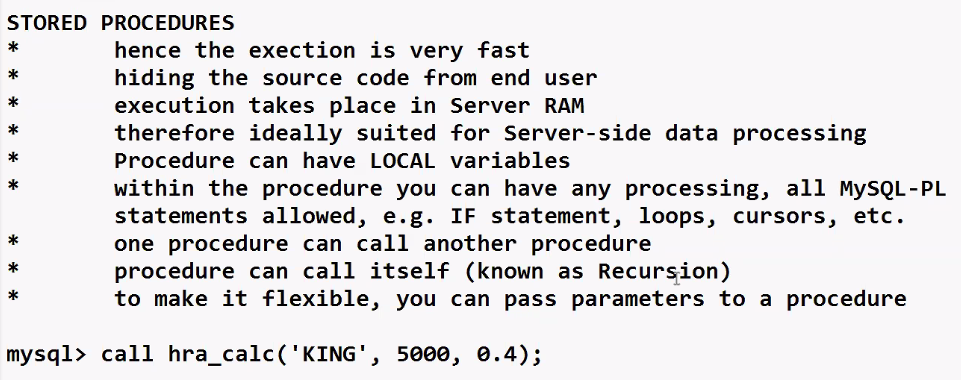 STORED PROCEDURES
* hence the exection is very fast
* hiding the source code from end user
* execution takes place in Server RAM
* therefore ideally suited for Server-side data processing
* Procedure can have LOCAL variables
* within the procedure you can have any processing, all MySQL-PL
statements allowed, e.g. IF statement, loops, cursors, etc.
* one procedure can call another procedure
* procedure can call itself (known as Recursion)
* to make it flexible, you can pass parameters to a procedure
mysql> call hra_calc('KING', 5000, 0.4);